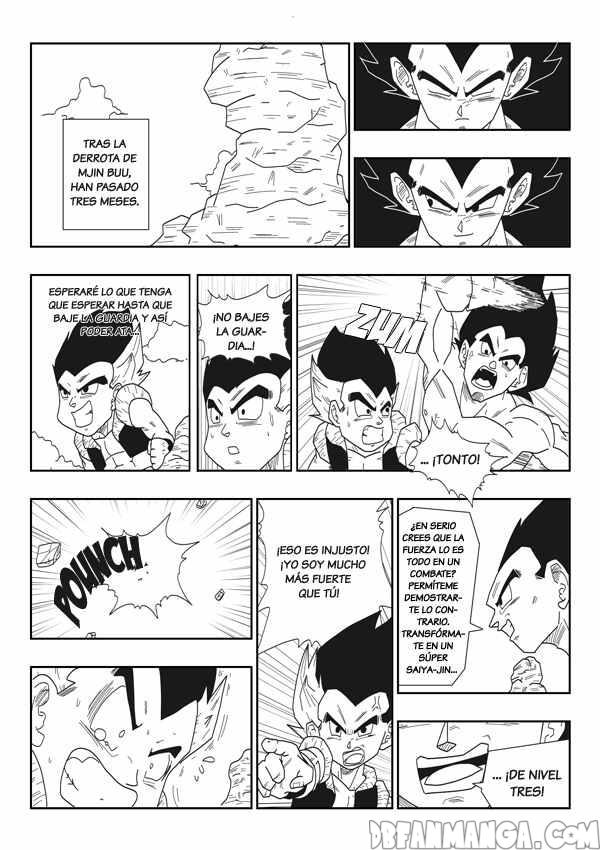 TRAS LA
DERROTA DE
MJIN BUU,
HAN PASADO
TRES MESES.
ESPERARÉ LO QUE TENGA
QUE ESPERAR HASTA QUE
BAJE LA GUARDIA Y ASÍ
PODER ATA...
¡NO BAJES
LA GUAR-
DIA...!
ZUM
... ¡TONTO!
POUNCH
¡ESO ES INJUSTO!
¡YO SOY MUCHO
MÁS FUERTE
QUE TÚ!
¿EN SERIO
CREES QUE LA
FUERZA LO ES
TODO EN UN
COMBATE?
PERMÍTEME
DEMOSTRAR-
TE LO CON-
TRARIO.
TRANSFÓRMA-
TE EN UN
SÚPER
SAIYA-JIN...
... ¡DE NIVEL
TRES!
DBFANMANGA.COM